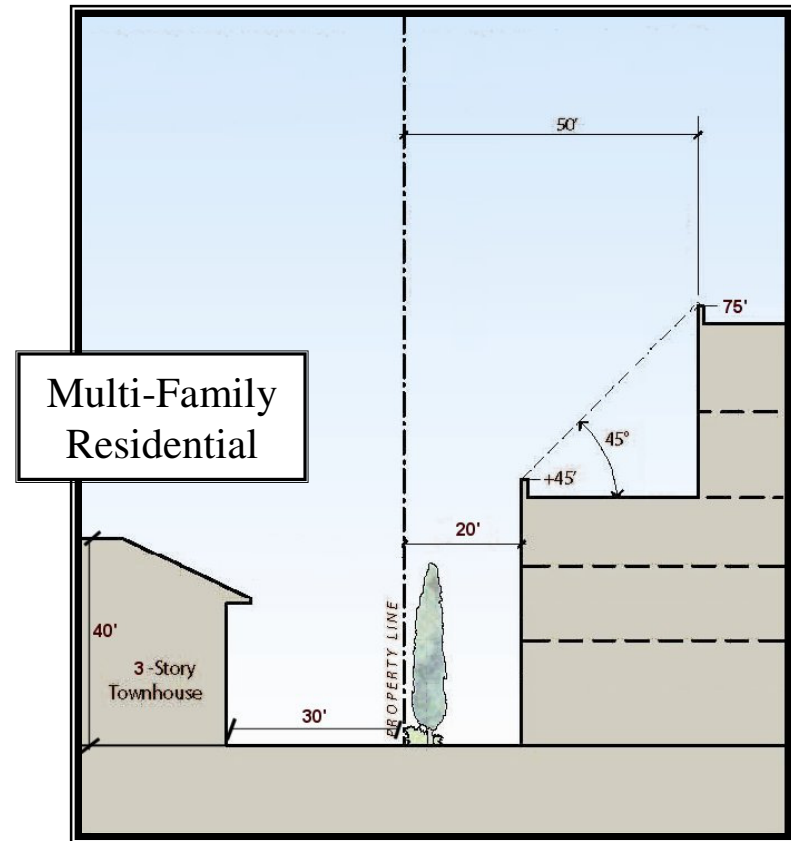 50'
75'
Multi-Family
Residential
45°
+45'
20'
PROPERTY LINE
40'
3 -Story
Townhouse
30'